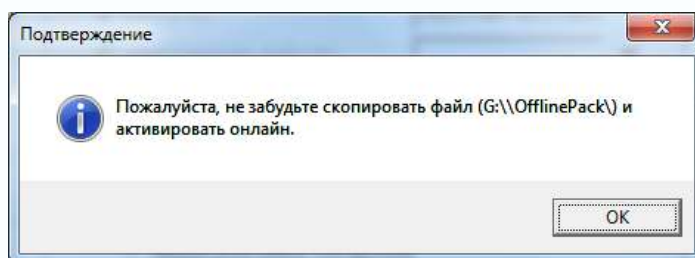 Подтверждение
Пожалуйста, не забудьте скопировать файл (G:\\OfflinePack\) и
активировать онлайн.
OK